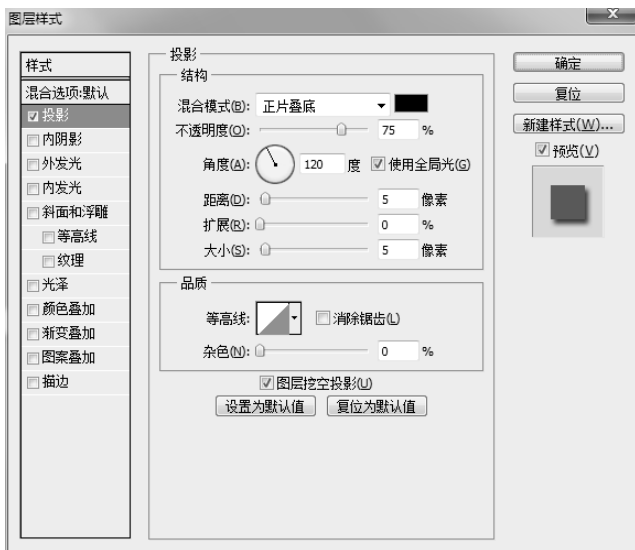 图层样式
样式
混合选项:默认
投影
内阴影
外发光
内发光
斜面和浮雕
等高线
纹理
光泽
颜色叠加
渐变叠加
图案叠加
描边
投影
结构
混合模式(B): 正片叠底
不透明度(O): 75 %
角度(A): 120 度 使用全局光(G)
距离(D): 5 像素
扩展(R): 0 %
大小(S): 5 像素
品质
等高线: 消除锯齿(L)
杂色(N): 0 %
图层挖空投影(U)
设置为默认值 复位为默认值
确定
复位
新建样式(W)...
预览(V)